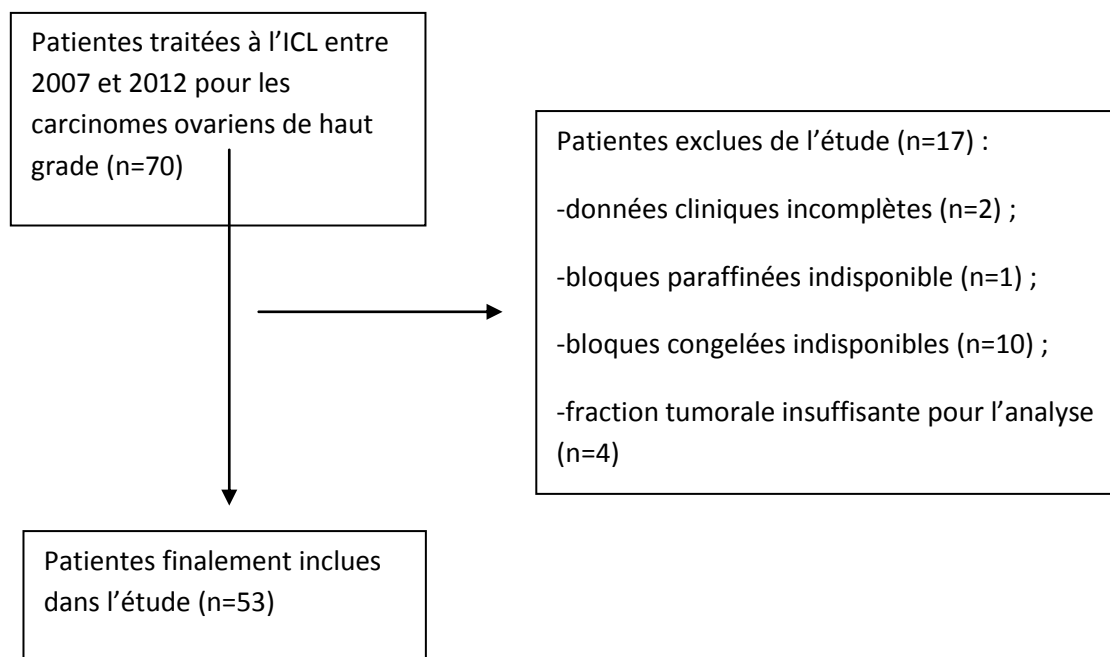 Patientes traitées à l’ICL entre
2007 et 2012 pour les
carcinomes ovariens de haut
grade (n=70)
Patientes exclues de l’étude (n=17) :
-données cliniques incomplètes (n=2) ;
-bloques paraffinées indisponible (n=1) ;
-bloques congelées indisponibles (n=10) ;
-fraction tumorale insuffisante pour l’analyse
(n=4)
Patientes finalement inclues
dans l’étude (n=53)